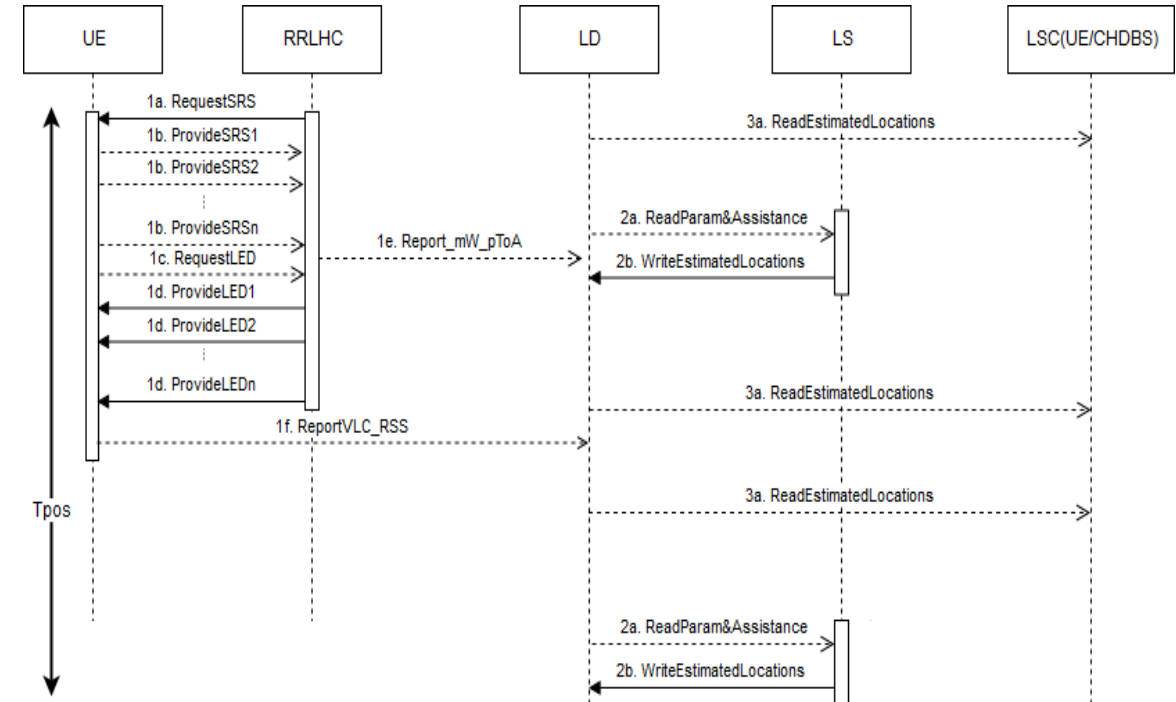 UE
RRLHC
LD
LS
LSC(UE/CHDBS)
1a. RequestSRS
3a. ReadEstimatedLocations
1b. ProvideSRS1
1b. ProvideSRS2
2a. ReadParam&Assistance
1b. ProvideSRSn
1e. Report_mW_pToA
1c. RequestLED
2b. WriteEstimatedLocations
1d. ProvideLED1
1d. ProvideLED2
1d. ProvideLEDn
3a. ReadEstimatedLocations
1f. ReportVLC_RSS
3a. ReadEstimatedLocations
Tpos
2a. ReadParam&Assistance
2b. WriteEstimatedLocations